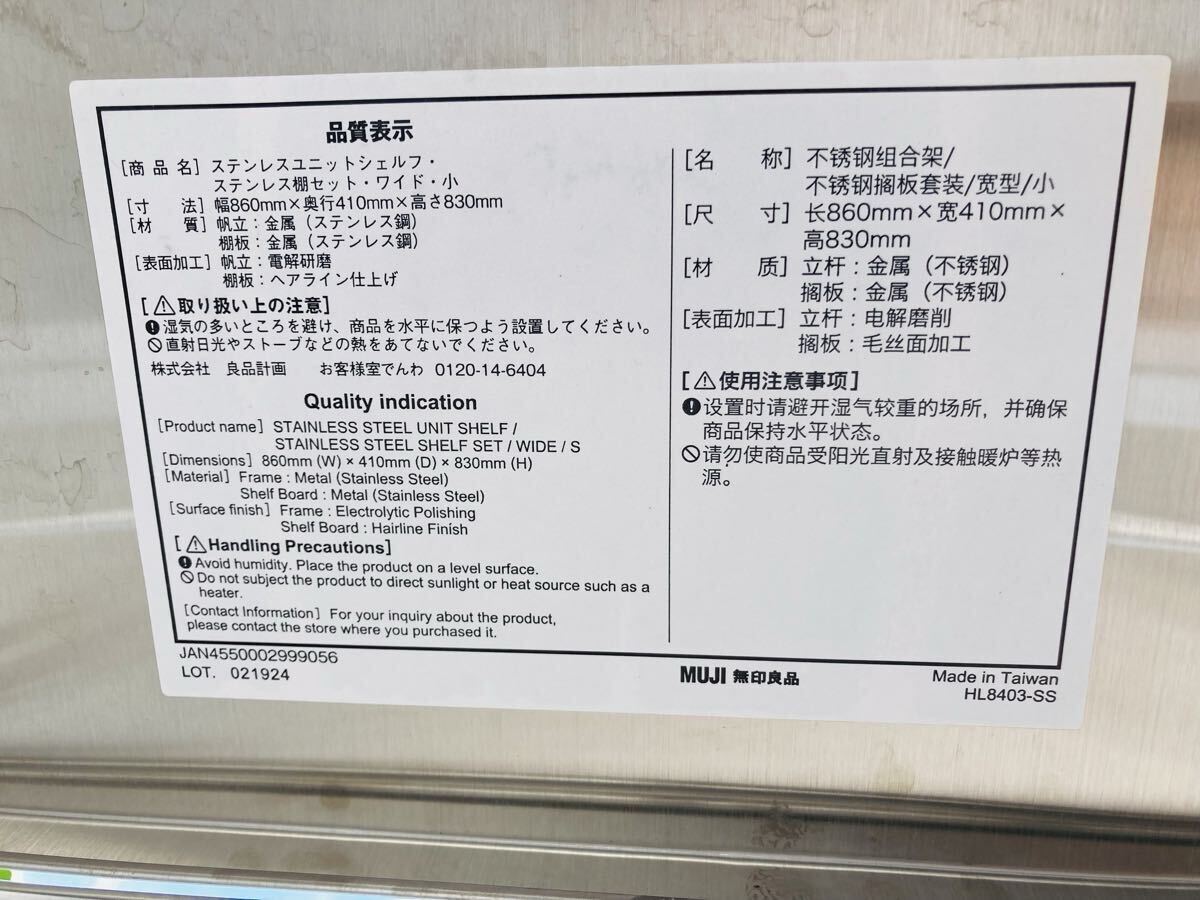 品質表示
[商品名] ステンレスユニットシェルフ・
ステンレス棚セット・ワイド・小
[寸 法] 幅860mm×奥行410mm×高さ830mm
[材 質] 帆立：金属（ステンレス鋼）
棚板：金属（ステンレス鋼）
[表面加工] 帆立：電解研磨
棚板：ヘアライン仕上げ
[⚠取り扱い上の注意]
湿気の多いところを避け、商品を水平に保つよう設置してください。
直射日光やストーブなどの熱をあてないでください。
株式会社 良品計画 お客様室でんわ 0120-14-6404
Quality indication
[Product name] STAINLESS STEEL UNIT SHELF /
STAINLESS STEEL SHELF SET / WIDE / S
[Dimensions] 860mm (W) × 410mm (D) × 830mm (H)
[Material] Frame : Metal (Stainless Steel)
Shelf Board : Metal (Stainless Steel)
[Surface finish] Frame : Electrolytic Polishing
Shelf Board : Hairline Finish
[⚠Handling Precautions]
Avoid humidity. Place the product on a level surface.
Do not subject the product to direct sunlight or heat source such as a
heater.
[Contact Information] For your inquiry about the product,
please contact the store where you purchased it.
[名 称] 不锈钢组合架/
不锈钢搁板套装/宽型/小
[尺 寸] 长860mm×宽410mm×
高830mm
[材 质] 立杆：金属（不锈钢）
搁板：金属（不锈钢）
[表面加工] 立杆：电解磨削
搁板：毛丝面加工
[⚠使用注意事项]
设置时请避开湿气较重的场所，并确保
商品保持水平状态。
请勿使商品受阳光直射及接触暖炉等热
源。
JAN4550002999056
LOT. 021924
MUJI 無印良品
Made in Taiwan
HL8403-SS